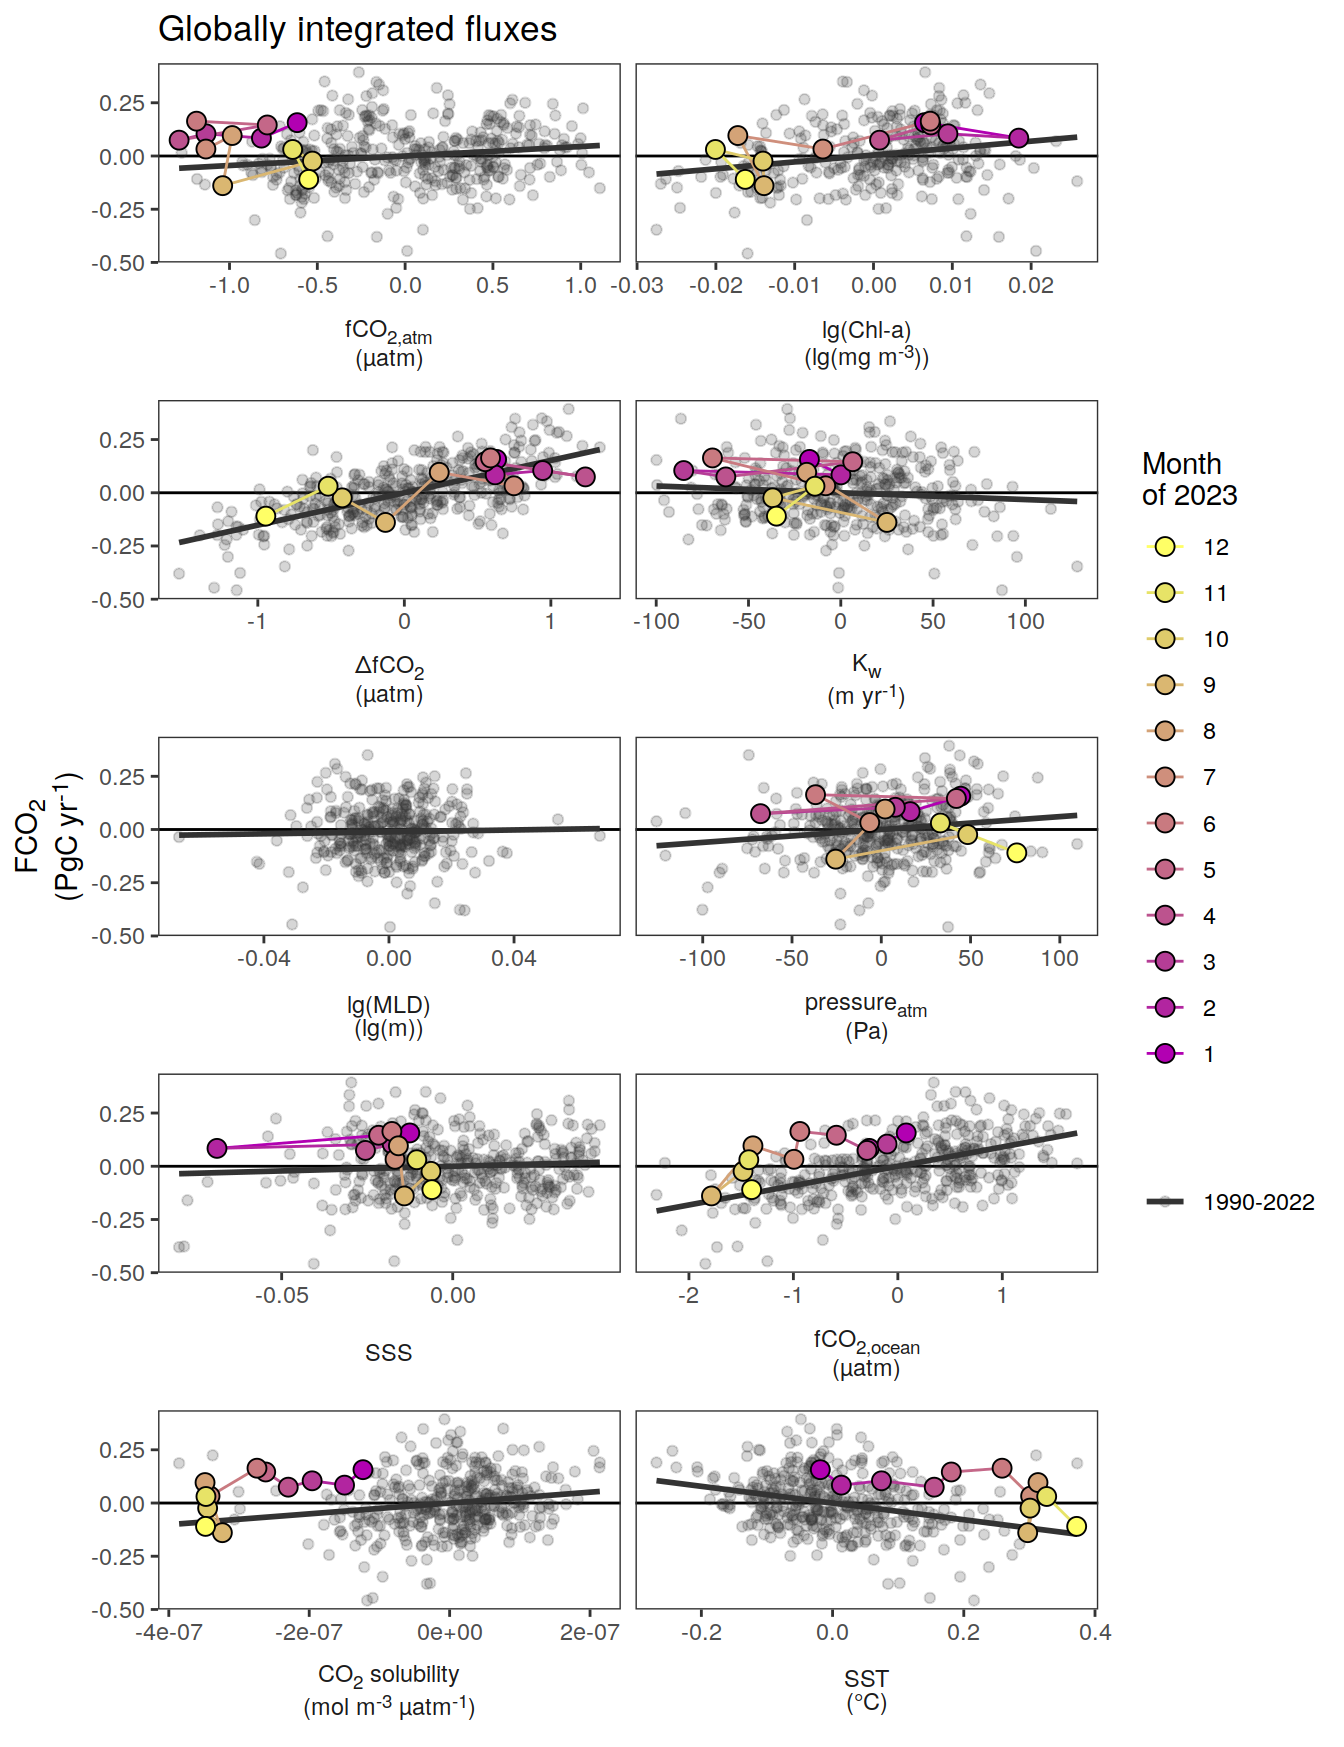 Globally integrated fluxes
0.25
0.00
-0.25
-0.50
-1.0 -0.5 0.0 0.5 1.0
-0.03 -0.02 -0.01 0.00 0.01 0.02
fCO2,atm
(µatm)
lg(Chl-a)
(lg(mg m-3))
0.25
0.00
-0.25
-0.50
-1 0 1
-100 -50 0 50 100
ΔfCO2
(µatm)
Kw
(m yr-1)
FCO2
(PgC yr-1)
0.25
0.00
-0.25
-0.50
-0.04 0.00 0.04
-100 -50 0 50 100
lg(MLD)
(lg(m))
pressureatm
(Pa)
0.25
0.00
-0.25
-0.50
-0.05 0.00
-2 -1 0 1
SSS
fCO2,ocean
(µatm)
0.25
0.00
-0.25
-0.50
-4e-07 -2e-07 0e+00 2e-07
-0.2 0.0 0.2 0.4
CO2 solubility
(mol m-3 µatm-1)
SST
(°C)
Month
of 2023
12
11
10
9
8
7
6
5
4
3
2
1
1990-2022